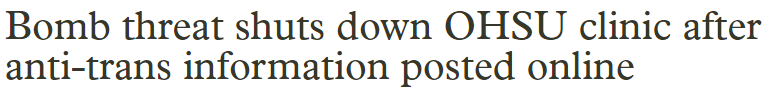 Bomb threat shuts down OHSU clinic after
anti-trans information posted online